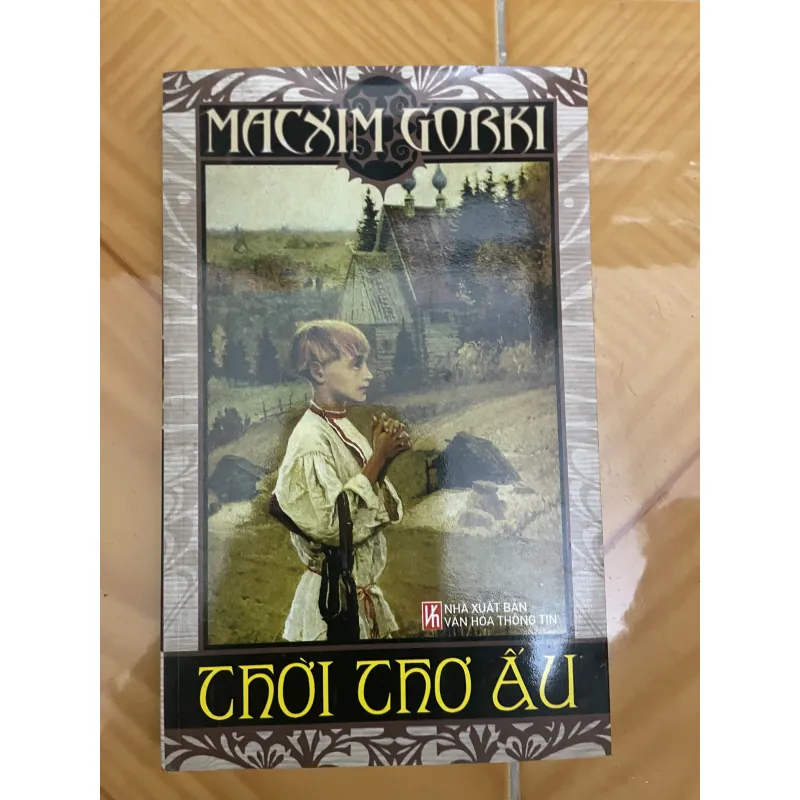 MACXIM GORKI
NHÀ XUẤT BẢN
VĂN HÓA THÔNG TIN
THỜI THƠ ẤU